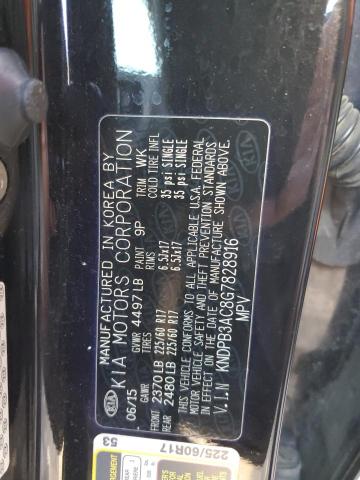 MANUFACTURED IN KOREA BY
KIA MOTORS CORPORATION
06/15 GVWR 4497LB PAINT 9P TRIM WK
GAWR TIRES RIMS COLD TIRE INFL
FRONT 2370LB 225/60 R17 6.5Jx17 35 psi SINGLE
REAR 2480LB 225/60 R17 6.5Jx17 35 psi SINGLE
THIS VEHICLE CONFORMS TO ALL APPLICABLE U.S.A. FEDERAL
MOTOR VEHICLE SAFETY AND THEFT PREVENTION STANDARDS
IN EFFECT ON THE DATE OF MANUFACTURE SHOWN ABOVE.
V.I.N KNDPB3AC8G7828916
MPV
KIA
225/60R17
53